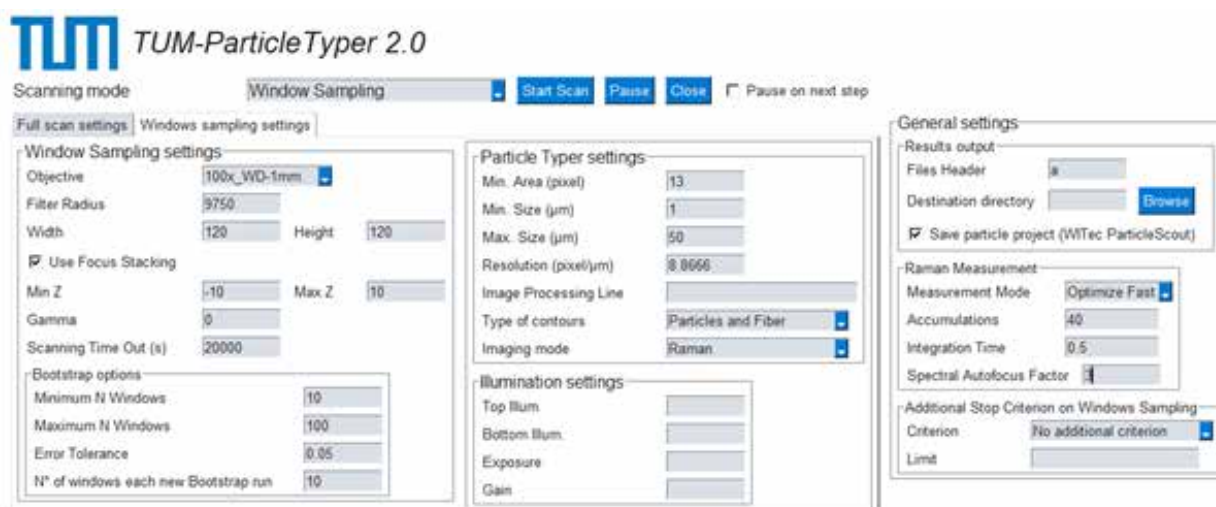 TUM TUM-ParticleTyper 2.0
Scanning mode Window Sampling Start Scan Pause Close Pause on next step
Full scan settings Windows sampling settings
Window Sampling settings
Objective 100x_WD-1mm
Filter Radius 9750
Width 120 Height 120
Use Focus Stacking
Min Z -10 Max Z 10
Gamma 0
Scanning Time Out (s) 20000
Bootstrap options
Minimum N Windows 10
Maximum N Windows 100
Error Tolerance 0.05
N° of windows each new Bootstrap run 10
Particle Typer settings
Min. Area (pixel) 13
Min. Size (µm) 1
Max. Size (µm) 50
Resolution (pixel/µm) 8.8666
Image Processing Line
Type of contours Particles and Fiber
Imaging mode Raman
Illumination settings
Top Illum.
Bottom Illum.
Exposure
Gain
General settings
Results output
Files Header a
Destination directory Browse
Save particle project (WITec ParticleScout)
Raman Measurement
Measurement Mode Optimize Fast
Accumulations 40
Integration Time 0.5
Spectral Autofocus Factor
Additional Stop Criterion on Windows Sampling
Criterion No additional criterion
Limit